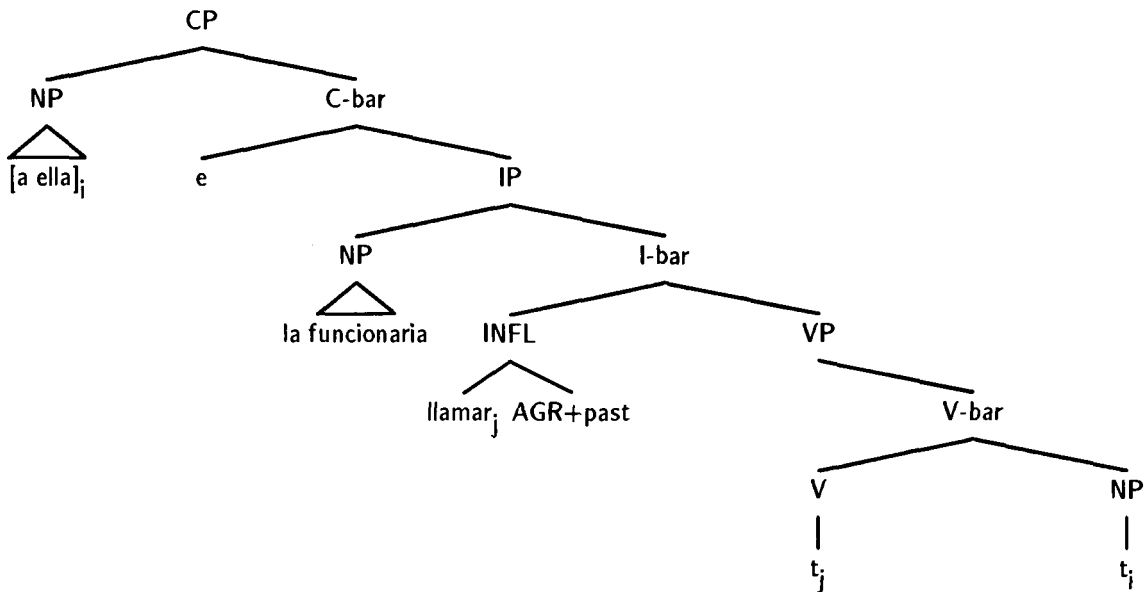 CP
NP C-bar
[a ella]i e IP
NP I-bar
la funcionaria INFL VP
llamarj AGR+past V-bar
V NP
tj ti